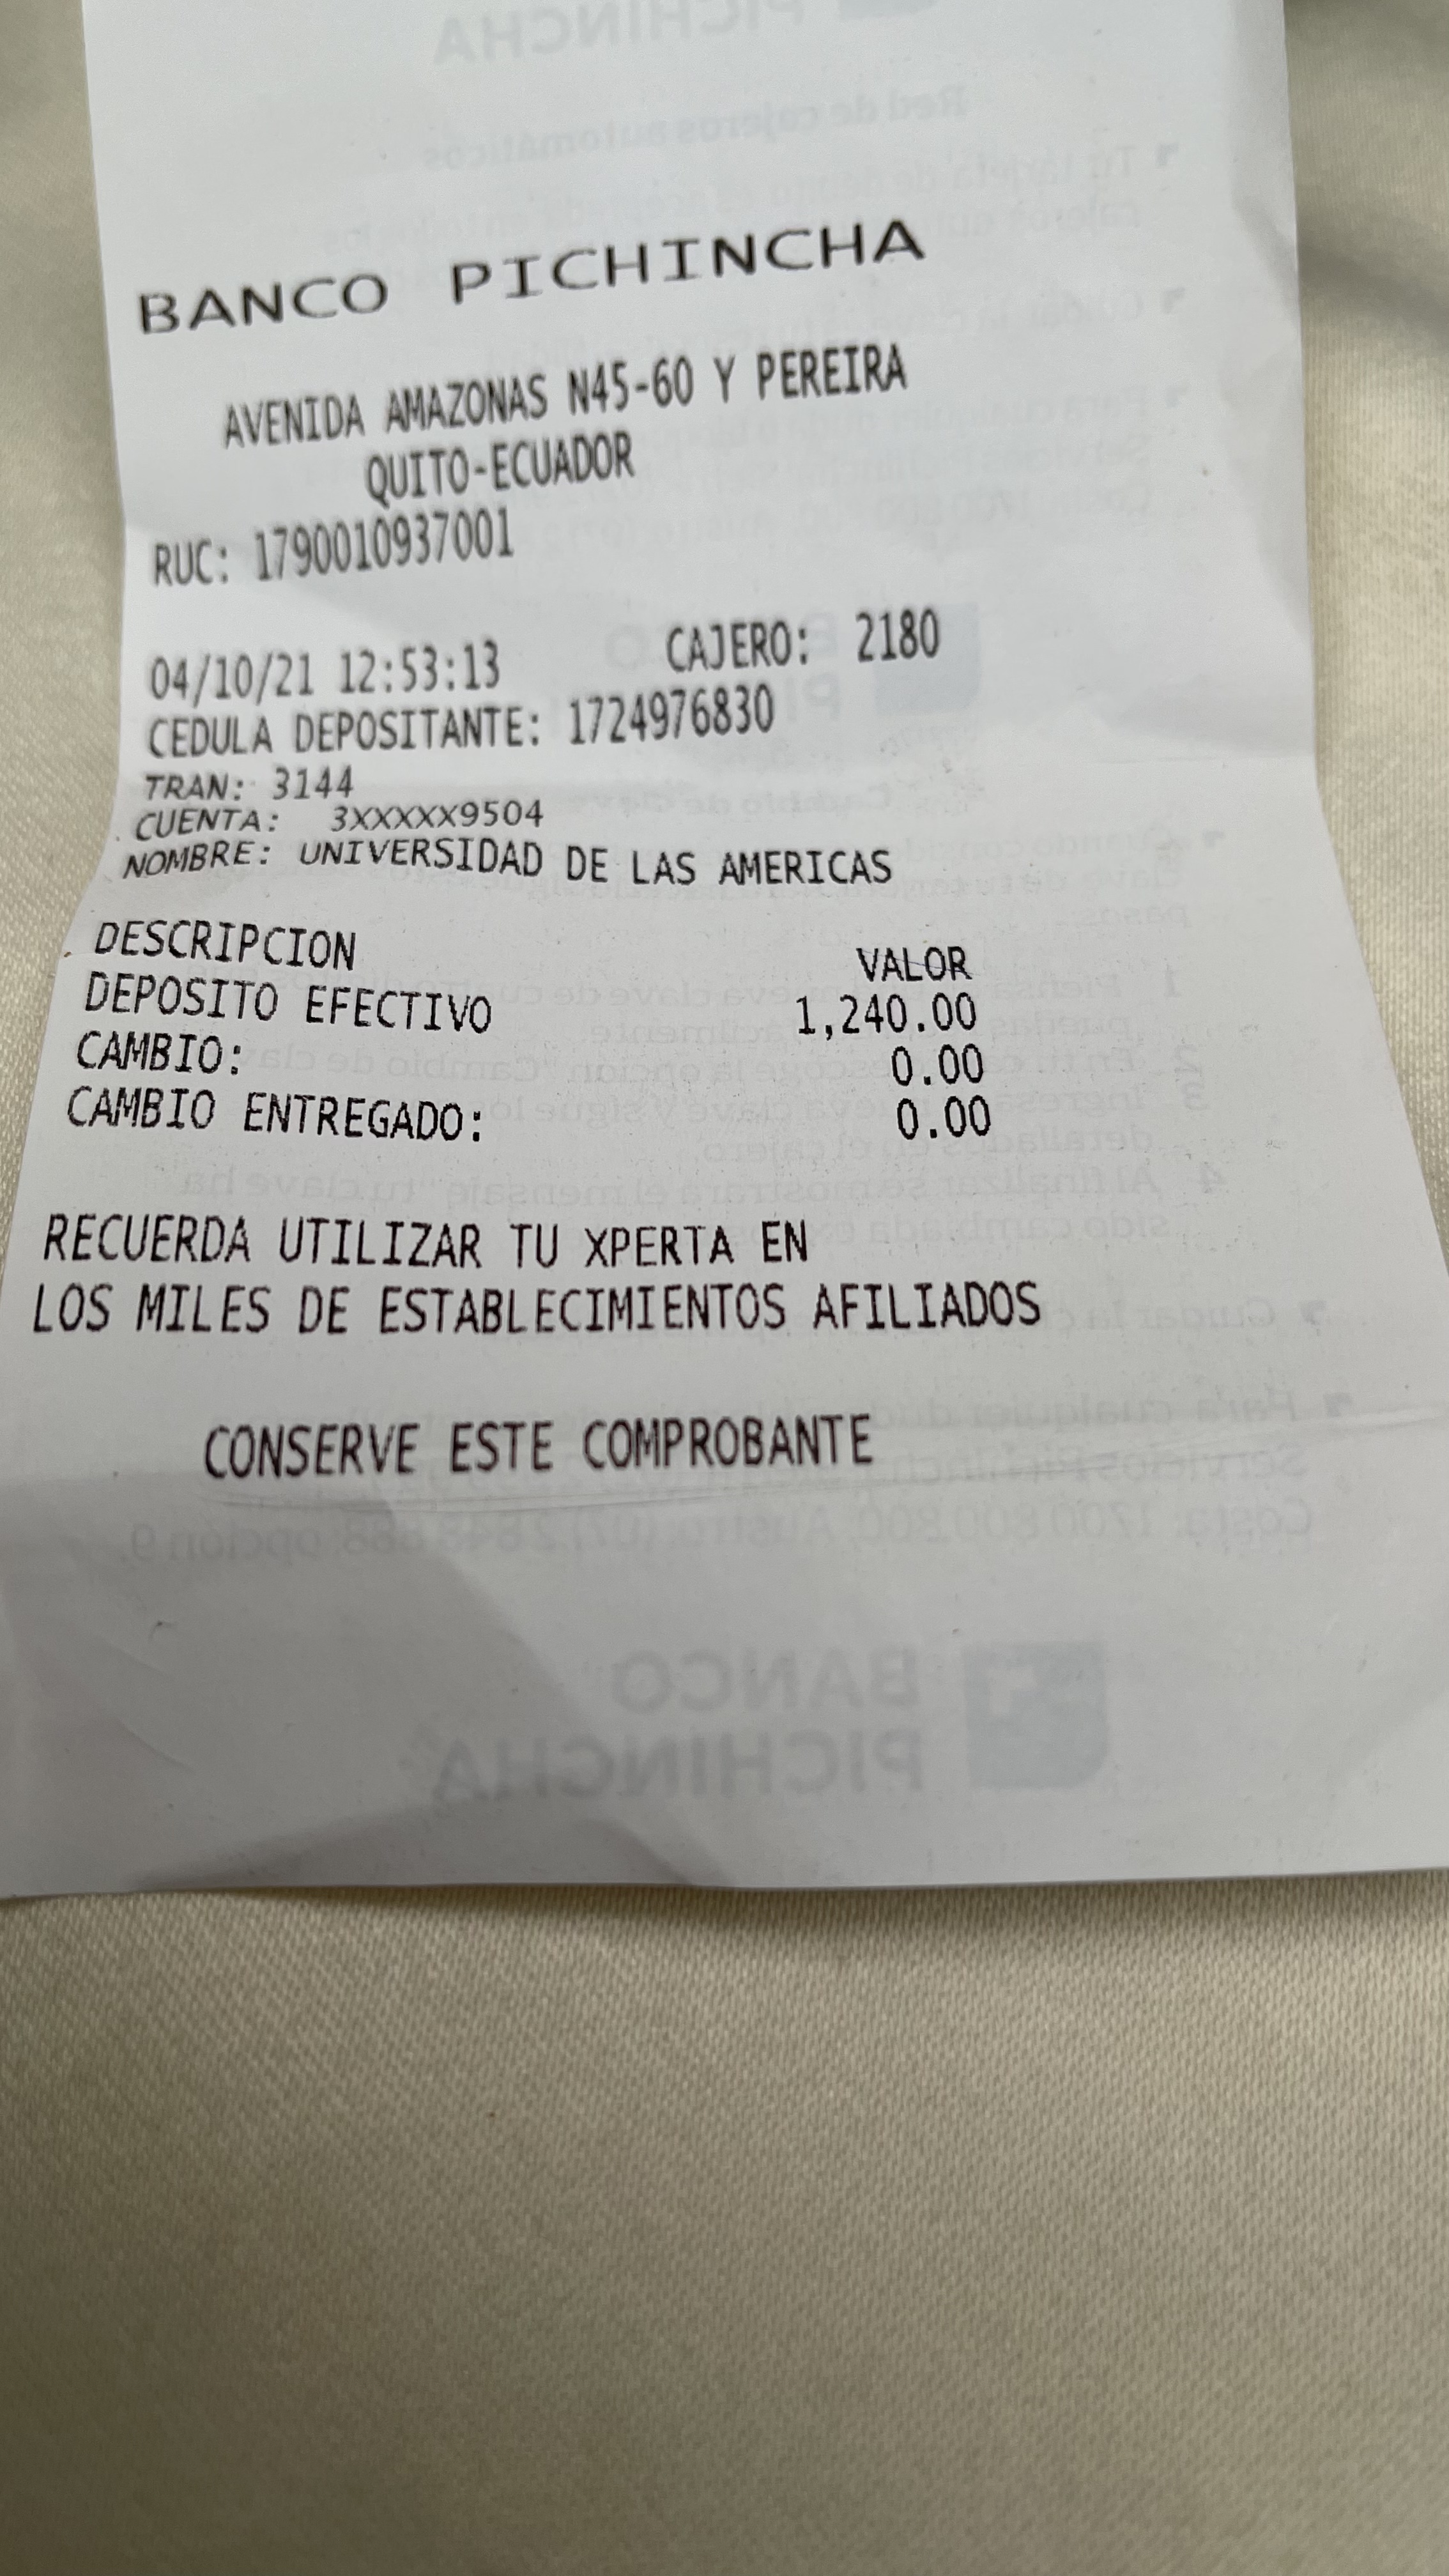 BANCO PICHINCHA
AVENIDA AMAZONAS N45-60 Y PEREIRA
QUITO-ECUADOR
RUC: 1790010937001
04/10/21 12:53:13 CAJERO: 2180
CEDULA DEPOSITANTE: 1724976830
TRAN: 3144
CUENTA: 3XXXXX9504
NOMBRE: UNIVERSIDAD DE LAS AMERICAS
DESCRIPCION VALOR
DEPOSITO EFECTIVO 1,240.00
CAMBIO: 0.00
CAMBIO ENTREGADO: 0.00
RECUERDA UTILIZAR TU XPERTA EN
LOS MILES DE ESTABLECIMIENTOS AFILIADOS
CONSERVE ESTE COMPROBANTE
BANCO
PICHINCHA